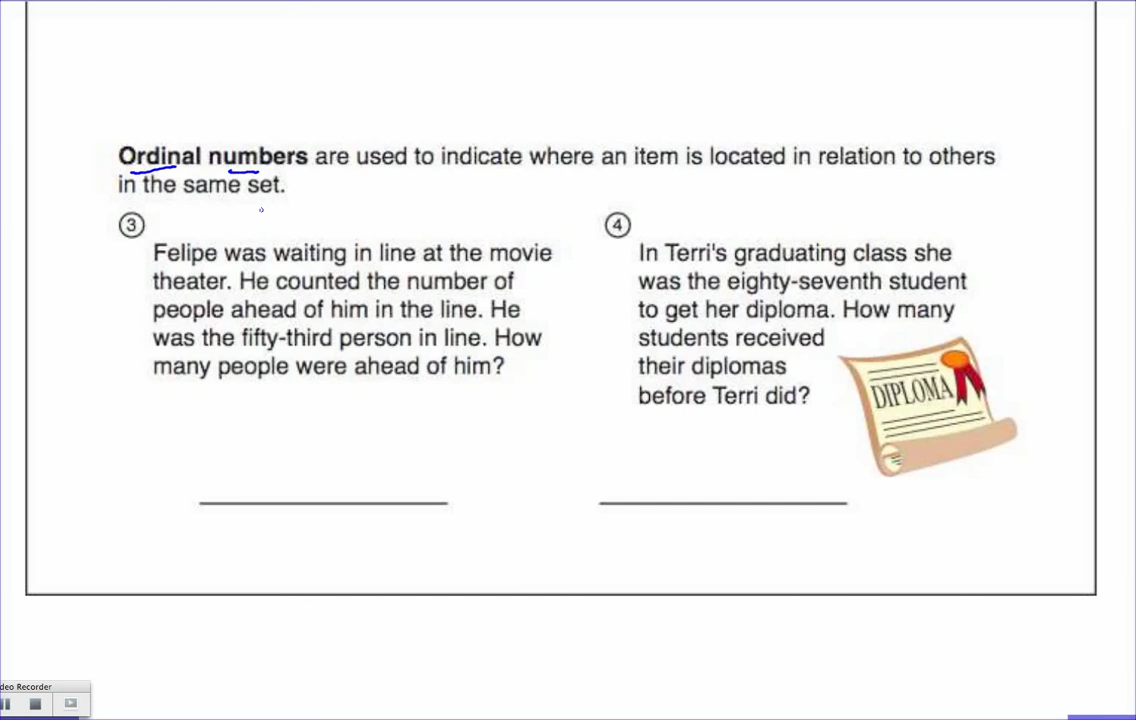 Ordinal numbers are used to indicate where an item is located in relation to others
in the same set.
3
Felipe was waiting in line at the movie
theater. He counted the number of
people ahead of him in the line. He
was the fifty-third person in line. How
many people were ahead of him?
4
In Terri's graduating class she
was the eighty-seventh student
to get her diploma. How many
students received
their diplomas
before Terri did?
DIPLOMA
deo Recorder